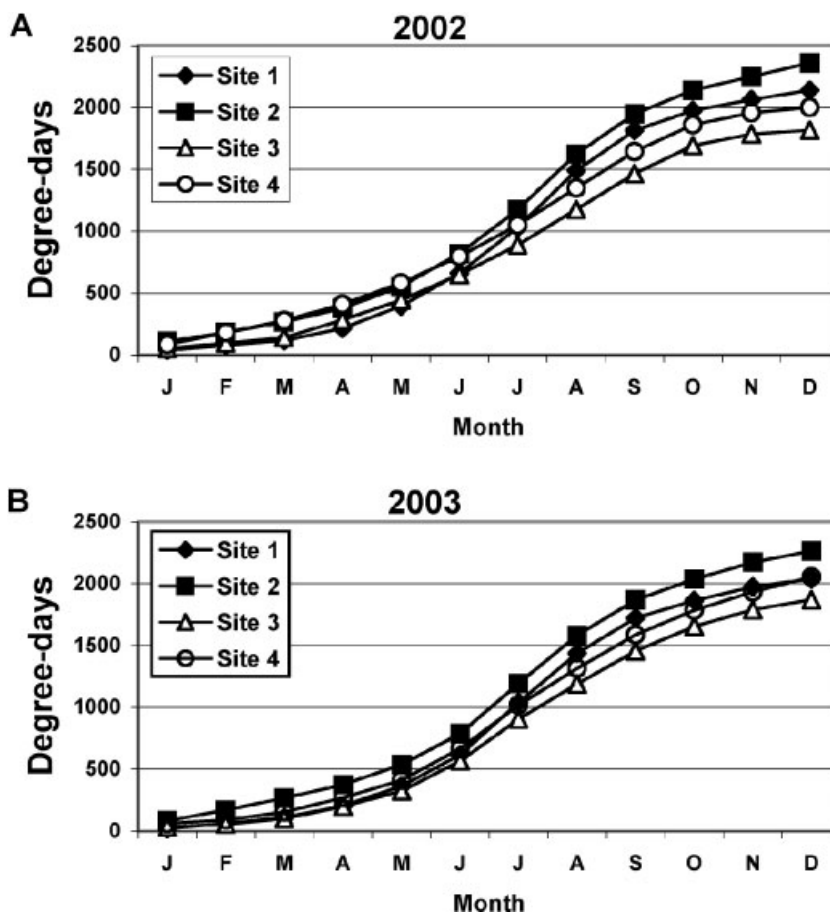 A
2002
2500
2000
1500
1000
500
0
Degree-days
Site 1
Site 2
Site 3
Site 4
J F M A M J J A S O N D
Month
B
2003
2500
2000
1500
1000
500
0
Degree-days
Site 1
Site 2
Site 3
Site 4
J F M A M J J A S O N D
Month